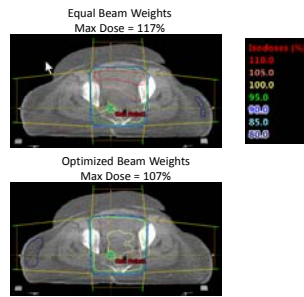 Equal Beam Weights
Max Dose = 117%
Isodoses (%)
110.0
105.0
100.0
95.0
90.0
85.0
80.0
Optimized Beam Weights
Max Dose = 107%